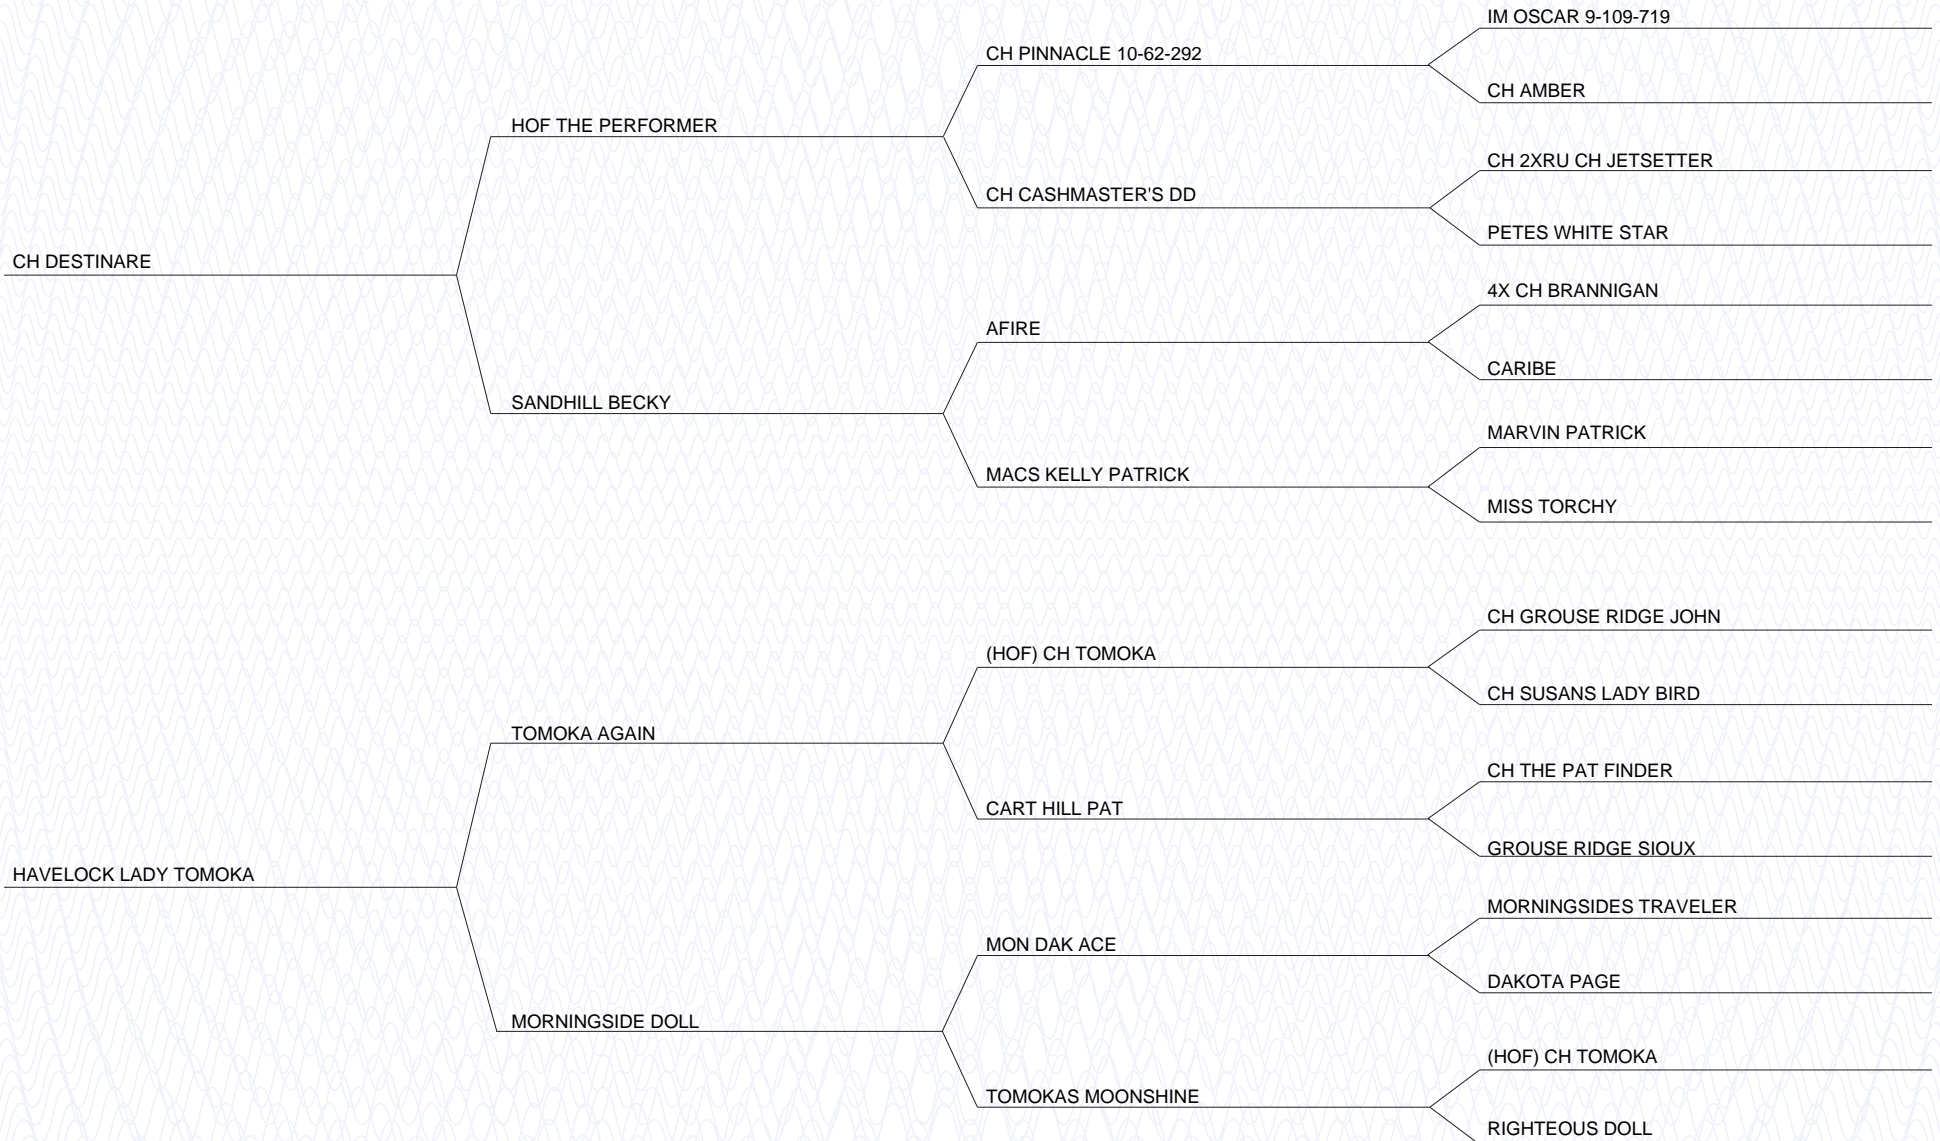 IM OSCAR 9-109-719
CH PINNACLE 10-62-292
CH AMBER
HOF THE PERFORMER
CH 2XRU CH JETSETTER
CH CASHMASTER'S DD
PETES WHITE STAR
CH DESTINARE
4X CH BRANNIGAN
AFIRE
CARIBE
SANDHILL BECKY
MARVIN PATRICK
MACS KELLY PATRICK
MISS TORCHY
CH GROUSE RIDGE JOHN
(HOF) CH TOMOKA
CH SUSANS LADY BIRD
TOMOKA AGAIN
CH THE PAT FINDER
CART HILL PAT
GROUSE RIDGE SIOUX
HAVELOCK LADY TOMOKA
MORNINGSIDES TRAVELER
MON DAK ACE
DAKOTA PAGE
MORNINGSIDE DOLL
(HOF) CH TOMOKA
TOMOKAS MOONSHINE
RIGHTEOUS DOLL